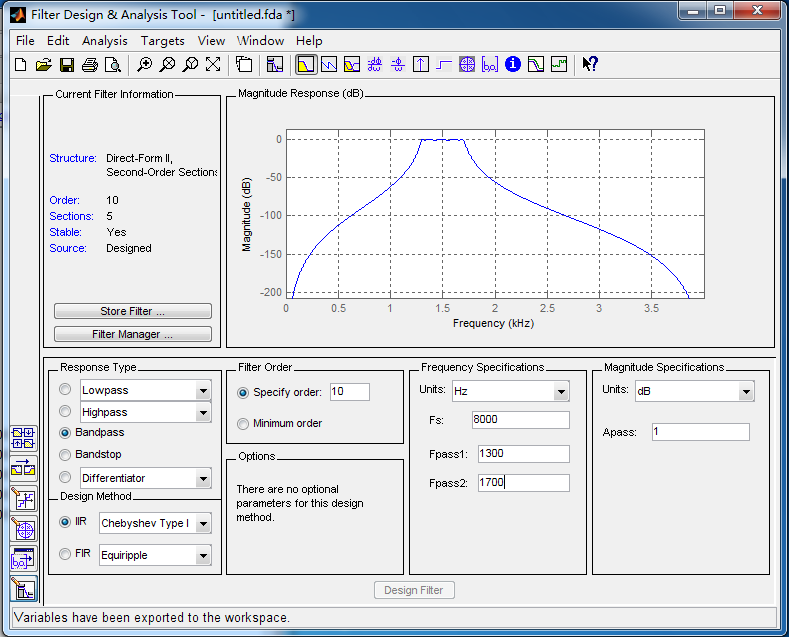 Filter Design & Analysis Tool -  [untitled.fda *]
File Edit Analysis Targets View Window Help
Current Filter Information
Structure: Direct-Form II,
Second-Order Sections
Order: 10
Sections: 5
Stable: Yes
Source: Designed
Store Filter ...
Filter Manager ...
Magnitude Response (dB)
0
-50
-100
-150
-200
Magnitude (dB)
0 0.5 1 1.5 2 2.5 3 3.5
Frequency (kHz)
Response Type
Lowpass
Highpass
Bandpass
Bandstop
Differentiator
Design Method
IIR Chebyshev Type I
FIR Equiripple
Filter Order
Specify order: 10
Minimum order
Options
There are no optional
parameters for this design
method.
Frequency Specifications
Units: Hz
Fs: 8000
Fpass1: 1300
Fpass2: 1700
Magnitude Specifications
Units: dB
Apass: 1
Design Filter
Variables have been exported to the workspace.